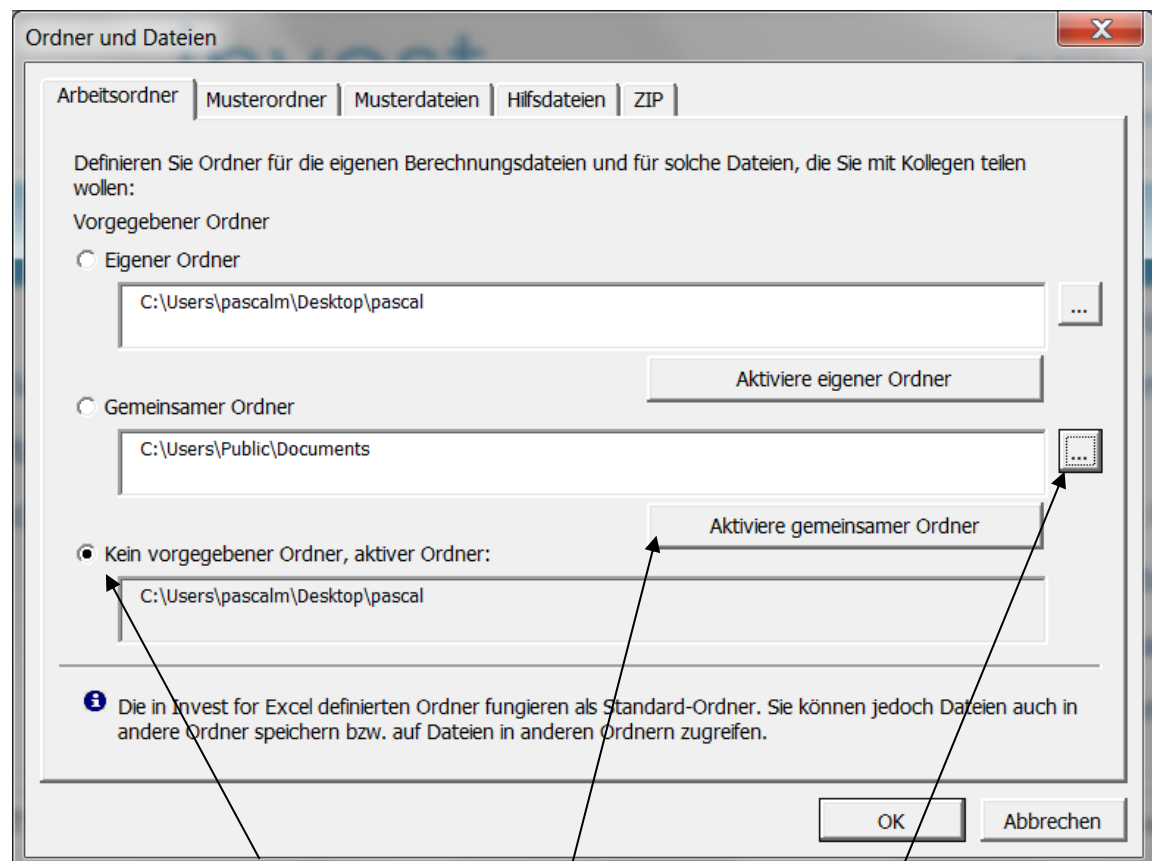 Ordner und Dateien
invest
Arbeitsordner Musterordner Musterdateien Hilfsdateien ZIP
Definieren Sie Ordner für die eigenen Berechnungsdateien und für solche Dateien, die Sie mit Kollegen teilen
wollen:
Vorgegebener Ordner
Eigener Ordner
C:\Users\pascalm\Desktop\pascal
...
Aktiviere eigener Ordner
Gemeinsamer Ordner
C:\Users\Public\Documents
...
Aktiviere gemeinsamer Ordner
Kein vorgegebener Ordner, aktiver Ordner:
C:\Users\pascalm\Desktop\pascal
Die in Invest for Excel definierten Ordner fungieren als Standard-Ordner. Sie können jedoch Dateien auch in
andere Ordner speichern bzw. auf Dateien in anderen Ordnern zugreifen.
OK Abbrechen